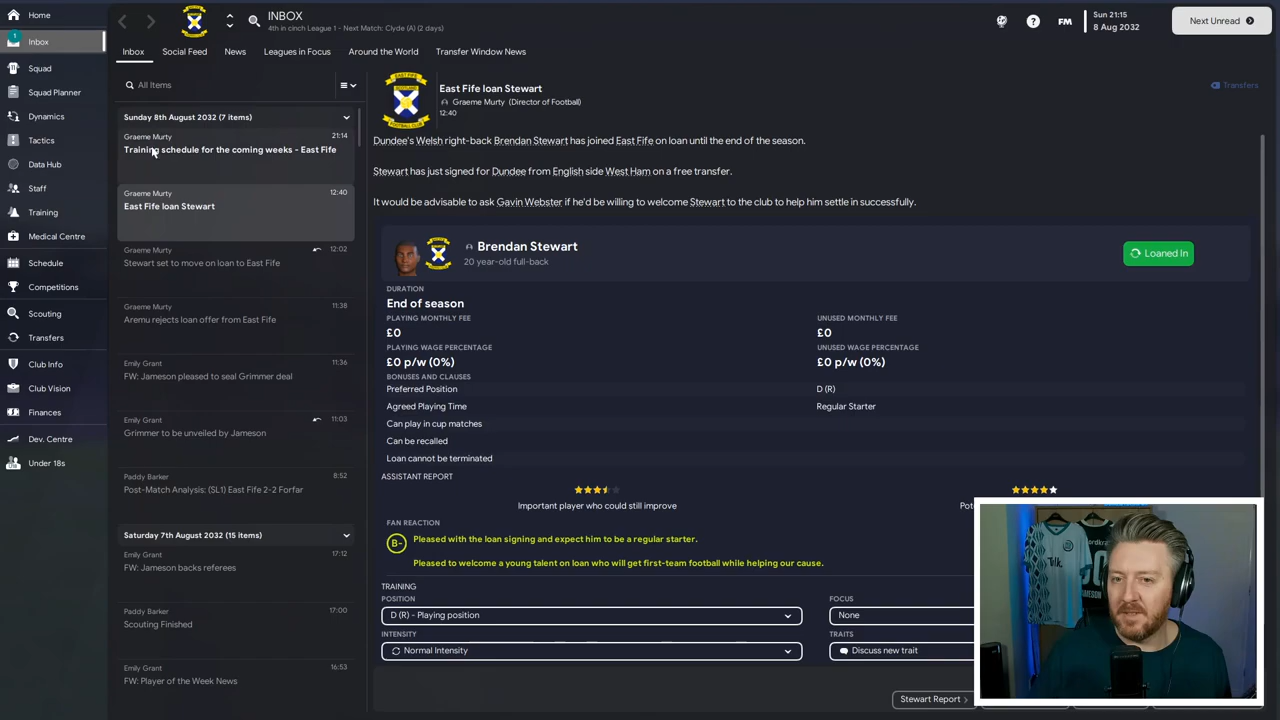 INBOX
4th in cinch League 1 - Next Match: Clyde (A) (2 days)
FM
Sun 21:15
8 Aug 2032
Next Unread
Home
1
Inbox
Squad
Squad Planner
Dynamics
Tactics
Data Hub
Staff
Training
Medical Centre
Schedule
Competitions
Scouting
Transfers
Club Info
Club Vision
Finances
Dev. Centre
Under 18s
Inbox Social Feed News Leagues in Focus Around the World Transfer Window News
All Items
Sunday 8th August 2032 (7 items)
Graeme Murty 21:14
Training schedule for the coming weeks - East Fife
Graeme Murty 12:40
East Fife loan Stewart
Graeme Murty 12:02
Stewart set to move on loan to East Fife
Graeme Murty 11:38
Aremu rejects loan offer from East Fife
Emily Grant 11:36
FW: Jameson pleased to seal Grimmer deal
Emily Grant 11:03
Grimmer to be unveiled by Jameson
Paddy Barker 8:52
Post-Match Analysis: (SL1) East Fife 2-2 Forfar
Saturday 7th August 2032 (15 items)
Emily Grant 17:12
FW: Jameson backs referees
Paddy Barker 17:00
Scouting Finished
Emily Grant 16:53
FW: Player of the Week News
East Fife loan Stewart
Graeme Murty (Director of Football)
12:40
Transfers
Dundee's Welsh right-back Brendan Stewart has joined East Fife on loan until the end of the season.
Stewart has just signed for Dundee from English side West Ham on a free transfer.
It would be advisable to ask Gavin Webster if he'd be willing to welcome Stewart to the club to help him settle in successfully.
Brendan Stewart
20 year-old full-back
Loaned In
DURATION
End of season
PLAYING MONTHLY FEE UNUSED MONTHLY FEE
£0 £0
PLAYING WAGE PERCENTAGE UNUSED WAGE PERCENTAGE
£0 p/w (0%) £0 p/w (0%)
BONUSES AND CLAUSES
Preferred Position D (R)
Agreed Playing Time Regular Starter
Can play in cup matches
Can be recalled
Loan cannot be terminated
ASSISTANT REPORT
Important player who could still improve
FAN REACTION
B-
Pleased with the loan signing and expect him to be a regular starter.
Pleased to welcome a young talent on loan who will get first-team football while helping our cause.
TRAINING
POSITION FOCUS
D (R) - Playing position None
INTENSITY TRAITS
Normal Intensity Discuss new trait
Stewart Report